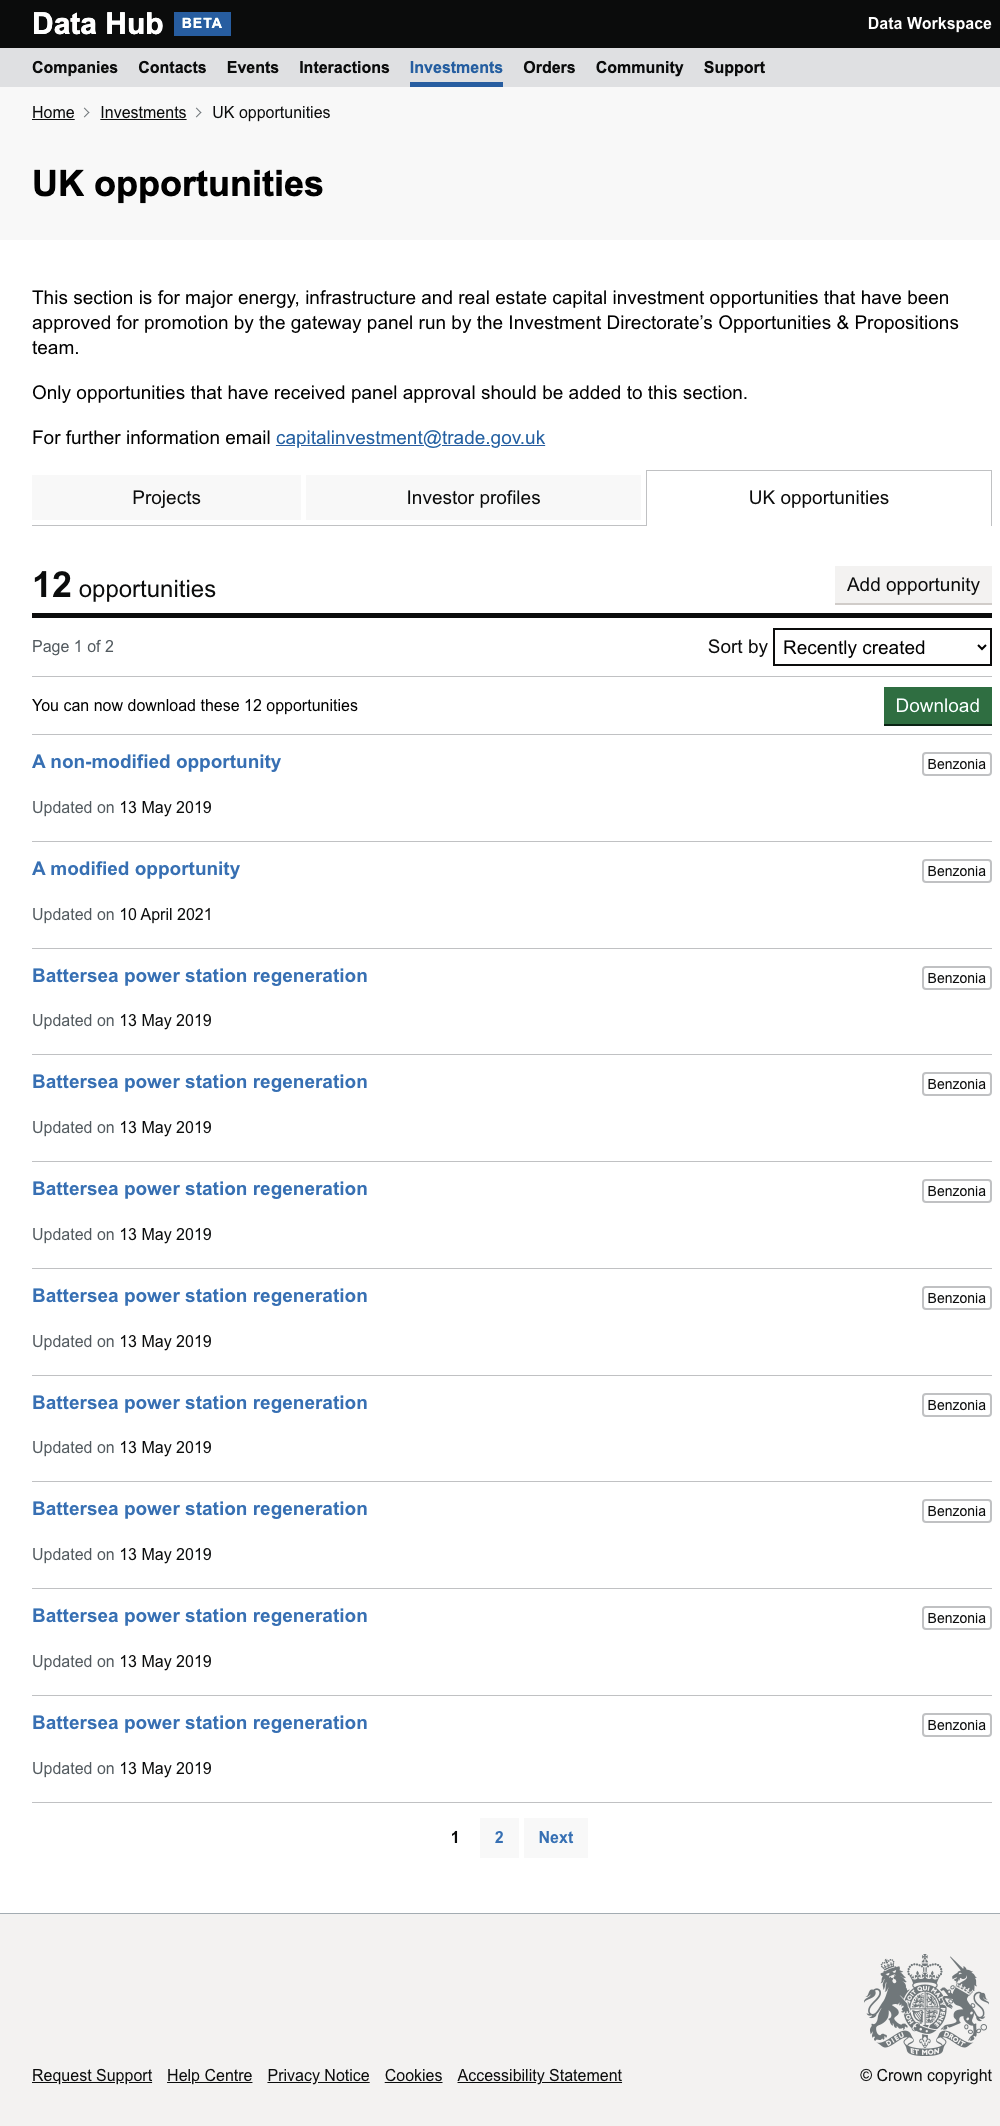 Data Hub BETA Data Workspace
Companies Contacts Events Interactions Investments Orders Community Support
Home Investments UK opportunities
UK opportunities
This section is for major energy, infrastructure and real estate capital investment opportunities that have been
approved for promotion by the gateway panel run by the Investment Directorate’s Opportunities & Propositions
team.
Only opportunities that have received panel approval should be added to this section.
For further information email capitalinvestment@trade.gov.uk
Projects Investor profiles UK opportunities
12 opportunities Add opportunity
Page 1 of 2 Sort by Recently created
You can now download these 12 opportunities Download
A non-modified opportunity Benzonia
Updated on 13 May 2019
A modified opportunity Benzonia
Updated on 10 April 2021
Battersea power station regeneration Benzonia
Updated on 13 May 2019
Battersea power station regeneration Benzonia
Updated on 13 May 2019
Battersea power station regeneration Benzonia
Updated on 13 May 2019
Battersea power station regeneration Benzonia
Updated on 13 May 2019
Battersea power station regeneration Benzonia
Updated on 13 May 2019
Battersea power station regeneration Benzonia
Updated on 13 May 2019
Battersea power station regeneration Benzonia
Updated on 13 May 2019
Battersea power station regeneration Benzonia
Updated on 13 May 2019
1 2 Next
DIEU ET MON DROIT
Request Support Help Centre Privacy Notice Cookies Accessibility Statement © Crown copyright